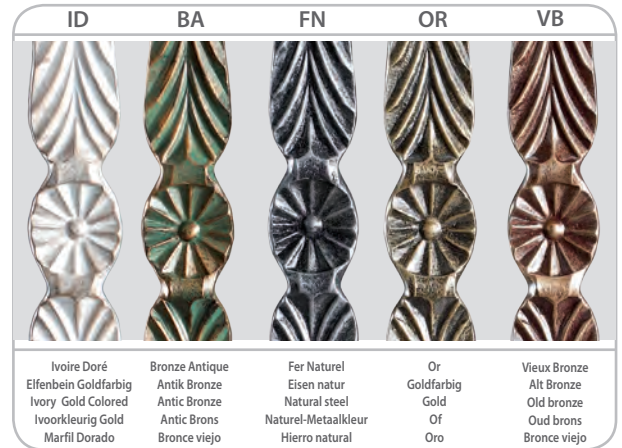 ID BA FN OR VB
Ivoire Doré Bronze Antique Fer Naturel Or Vieux Bronze
Elfenbein Goldfarbig Antik Bronze Eisen natur Goldfarbig Alt Bronze
Ivory Gold Colored Antic Bronze Natural steel Gold Old bronze
Ivoorkleurig Gold Antic Brons Naturel-Metaalkleur Of Oud brons
Marfil Dorado Bronce viejo Hierro natural Oro Bronce viejo